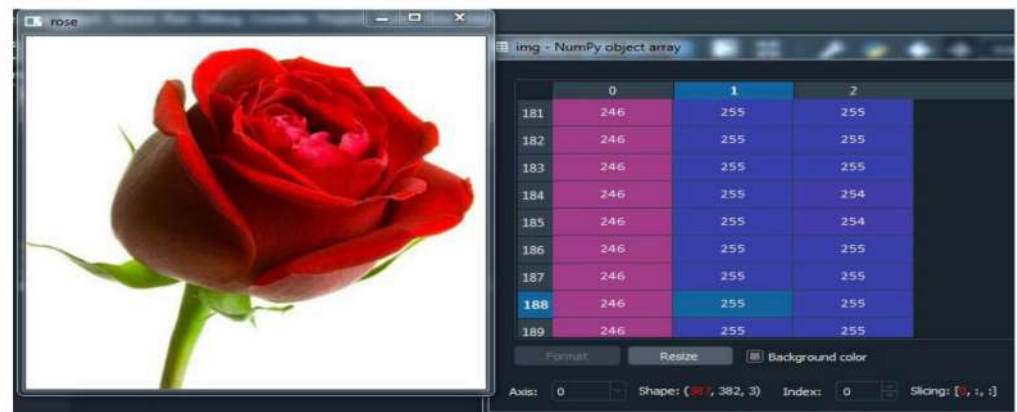 rose
img - NumPy object array
0 1 2
181 246 255 255
182 246 255 255
183 246 255 255
184 246 255 254
185 246 255 254
186 246 255 255
187 246 255 255
188 246 255 255
189 246 255 255
Format Resize Background color
Axis: 0 Shape: (387, 382, 3) Index: 0 Slicing: [0, :, :]